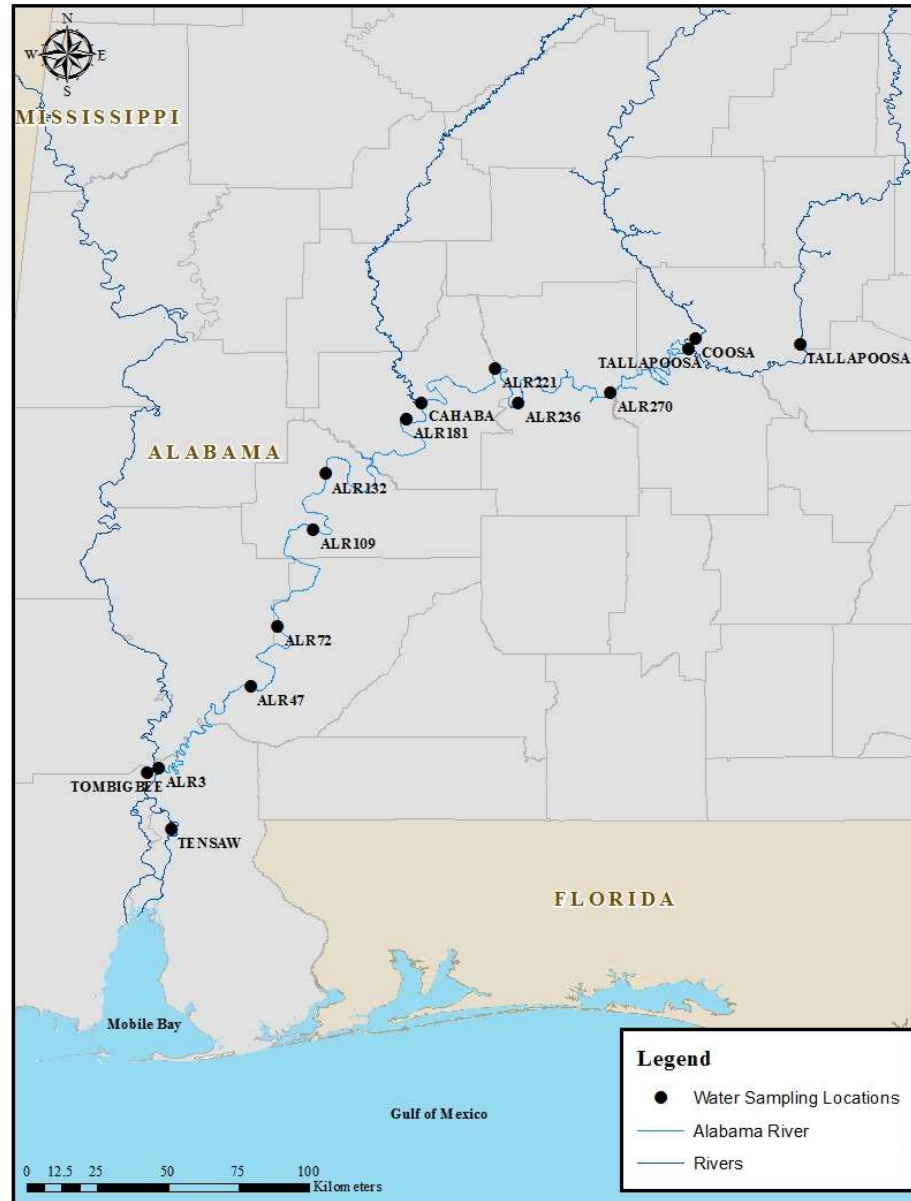 N
W E
S
MISSISSIPPI
COOSA
TALLAPOOSA
TALLAPOOSA
ALR221
ALR270
CAHABA
ALR236
ALR181
ALABAMA
ALR132
ALR109
ALR72
ALR47
TOMBIGBEE
ALR3
TENSAW
FLORIDA
Mobile Bay
Gulf of Mexico
Legend
Water Sampling Locations
Alabama River
Rivers
0 12.5 25 50 75 100
Kilometers